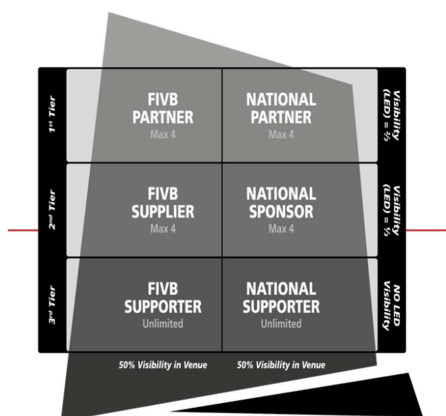 1st Tier
FIVB
PARTNER
Max 4
NATIONAL
PARTNER
Max 4
Visibility
(LED) = ⅔
2nd Tier
FIVB
SUPPLIER
Max 4
NATIONAL
SPONSOR
Max 4
Visibility
(LED) = ⅓
3rd Tier
FIVB
SUPPORTER
Unlimited
NATIONAL
SUPPORTER
Unlimited
NO LED
Visibility
50% Visibility in Venue
50% Visibility in Venue